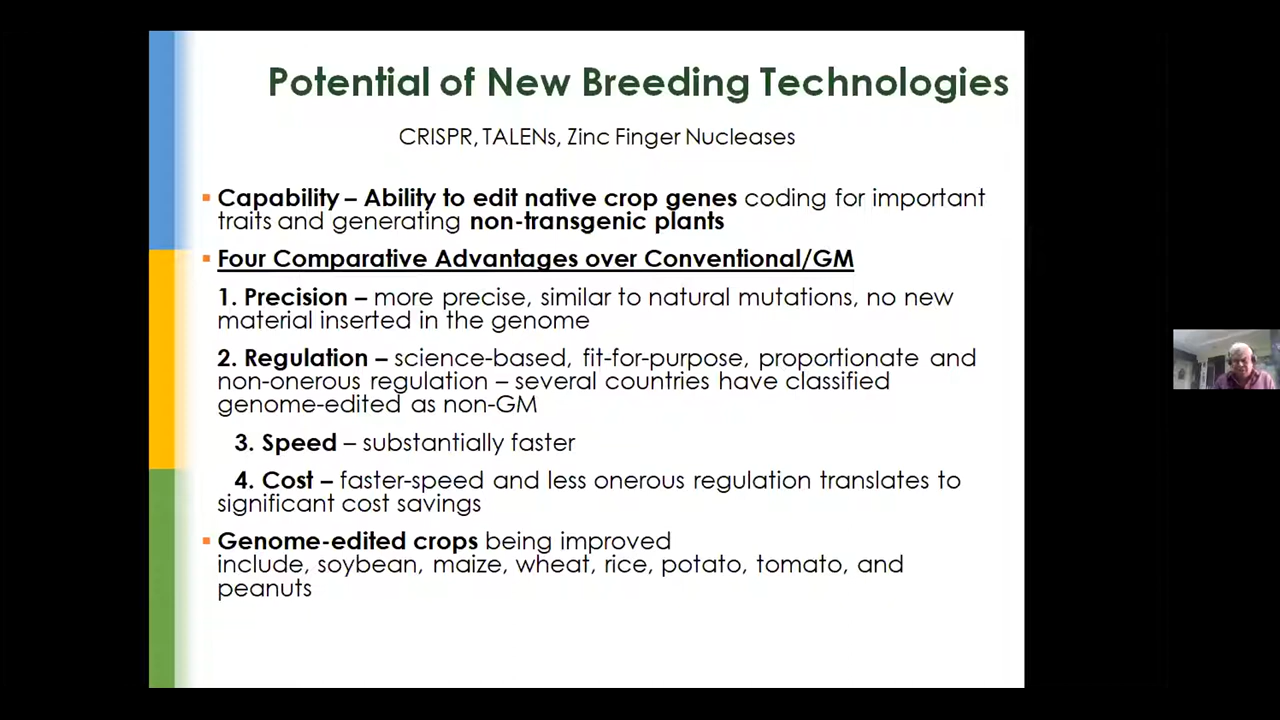 Potential of New Breeding Technologies
CRISPR, TALENs, Zinc Finger Nucleases
Capability – Ability to edit native crop genes coding for important
traits and generating non-transgenic plants
Four Comparative Advantages over Conventional/GM
1. Precision – more precise, similar to natural mutations, no new
material inserted in the genome
2. Regulation – science-based, fit-for-purpose, proportionate and
non-onerous regulation – several countries have classified
genome-edited as non-GM
3. Speed – substantially faster
4. Cost – faster-speed and less onerous regulation translates to
significant cost savings
Genome-edited crops being improved
include, soybean, maize, wheat, rice, potato, tomato, and
peanuts